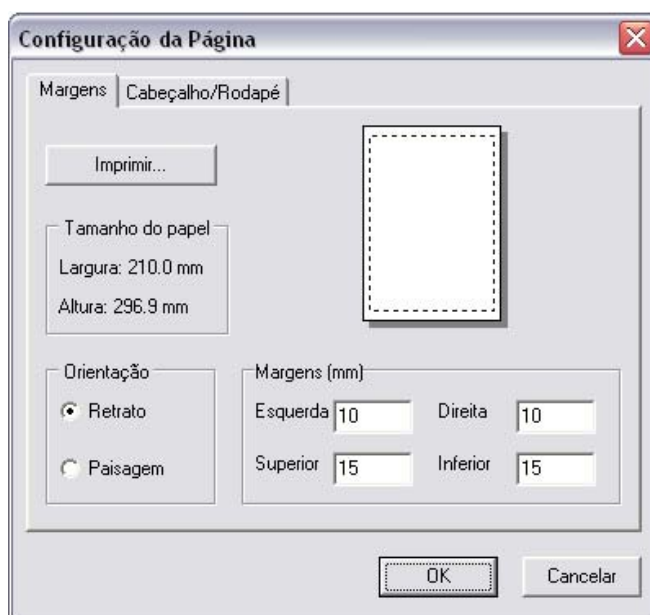 Configuração da Página
Margens Cabeçalho/Rodapé
Imprimir...
Tamanho do papel
Largura: 210.0 mm
Altura: 296.9 mm
Orientação
Retrato
Paisagem
Margens (mm)
Esquerda 10 Direita 10
Superior 15 Inferior 15
OK Cancelar